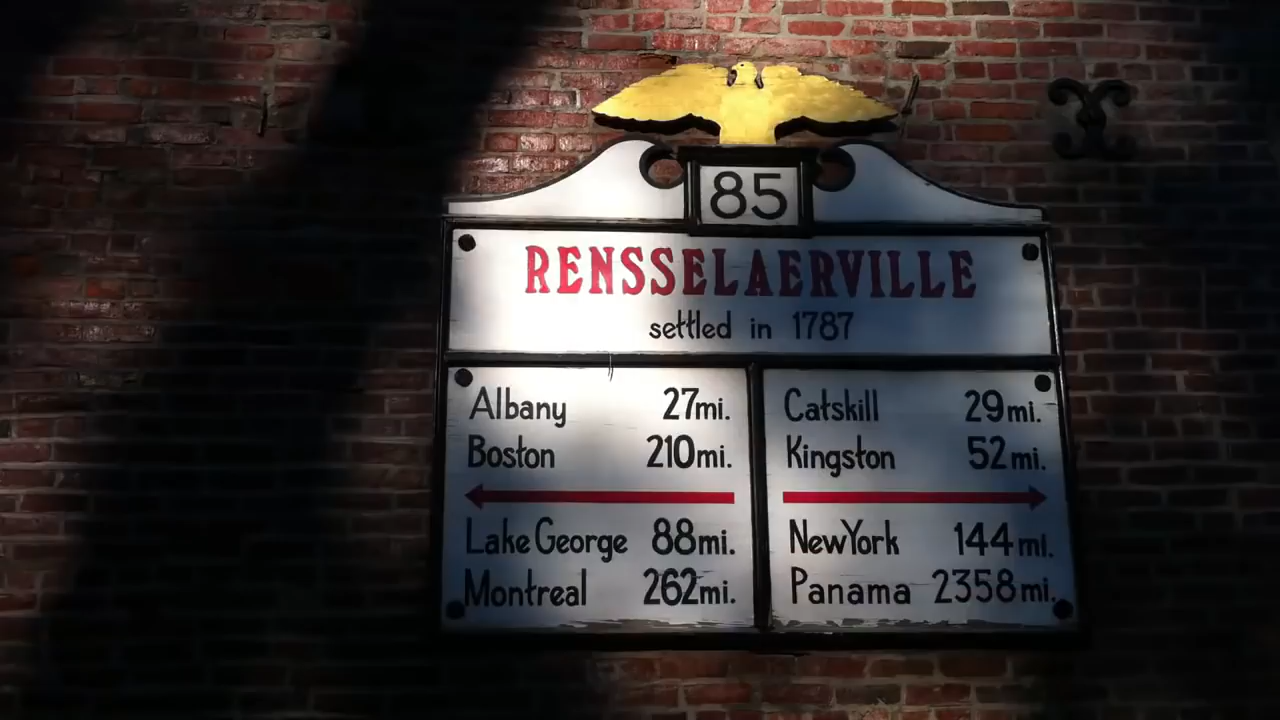 85
RENSSELAERVILLE
settled in 1787
Albany 27mi.
Boston 210mi.
Lake George 88mi.
Montreal 262mi.
Catskill 29mi.
Kingston 52mi.
New York 144mi.
Panama 2358mi.